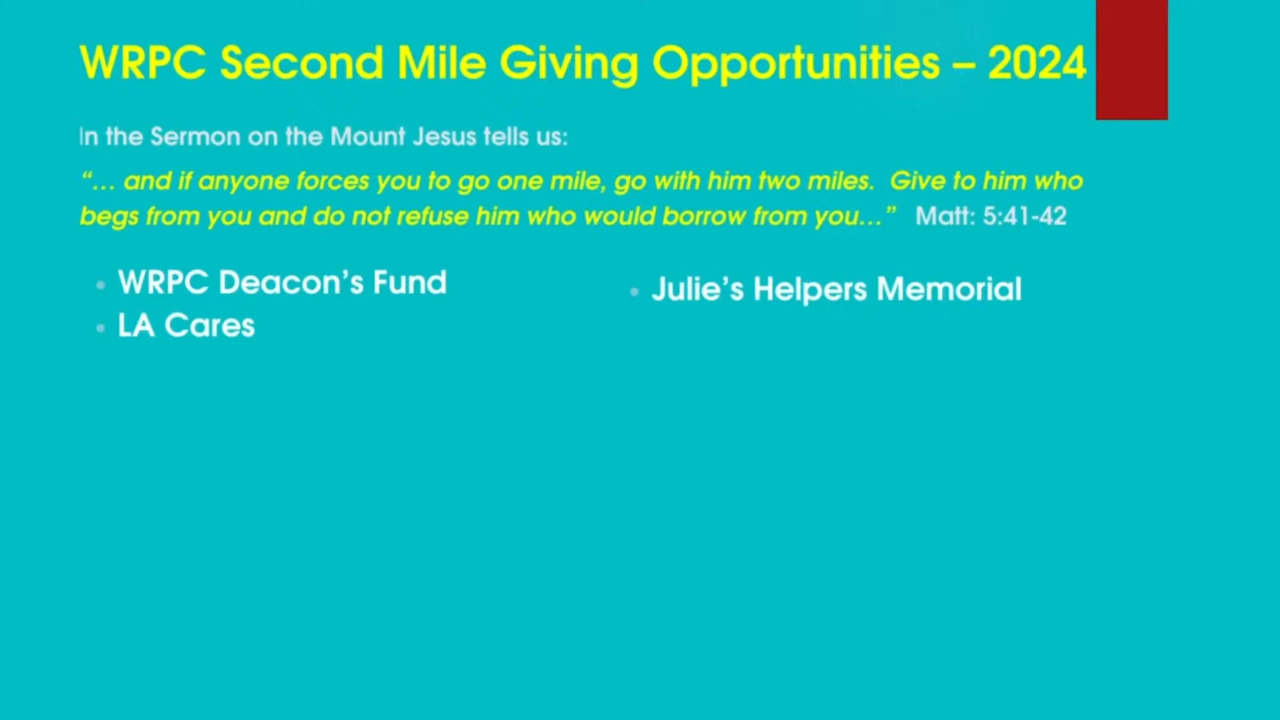 WRPC Second Mile Giving Opportunities – 2024
In the Sermon on the Mount Jesus tells us:
“… and if anyone forces you to go one mile, go with him two miles.  Give to him who
begs from you and do not refuse him who would borrow from you…”   Matt: 5:41-42
• WRPC Deacon’s Fund
• LA Cares
• Julie’s Helpers Memorial